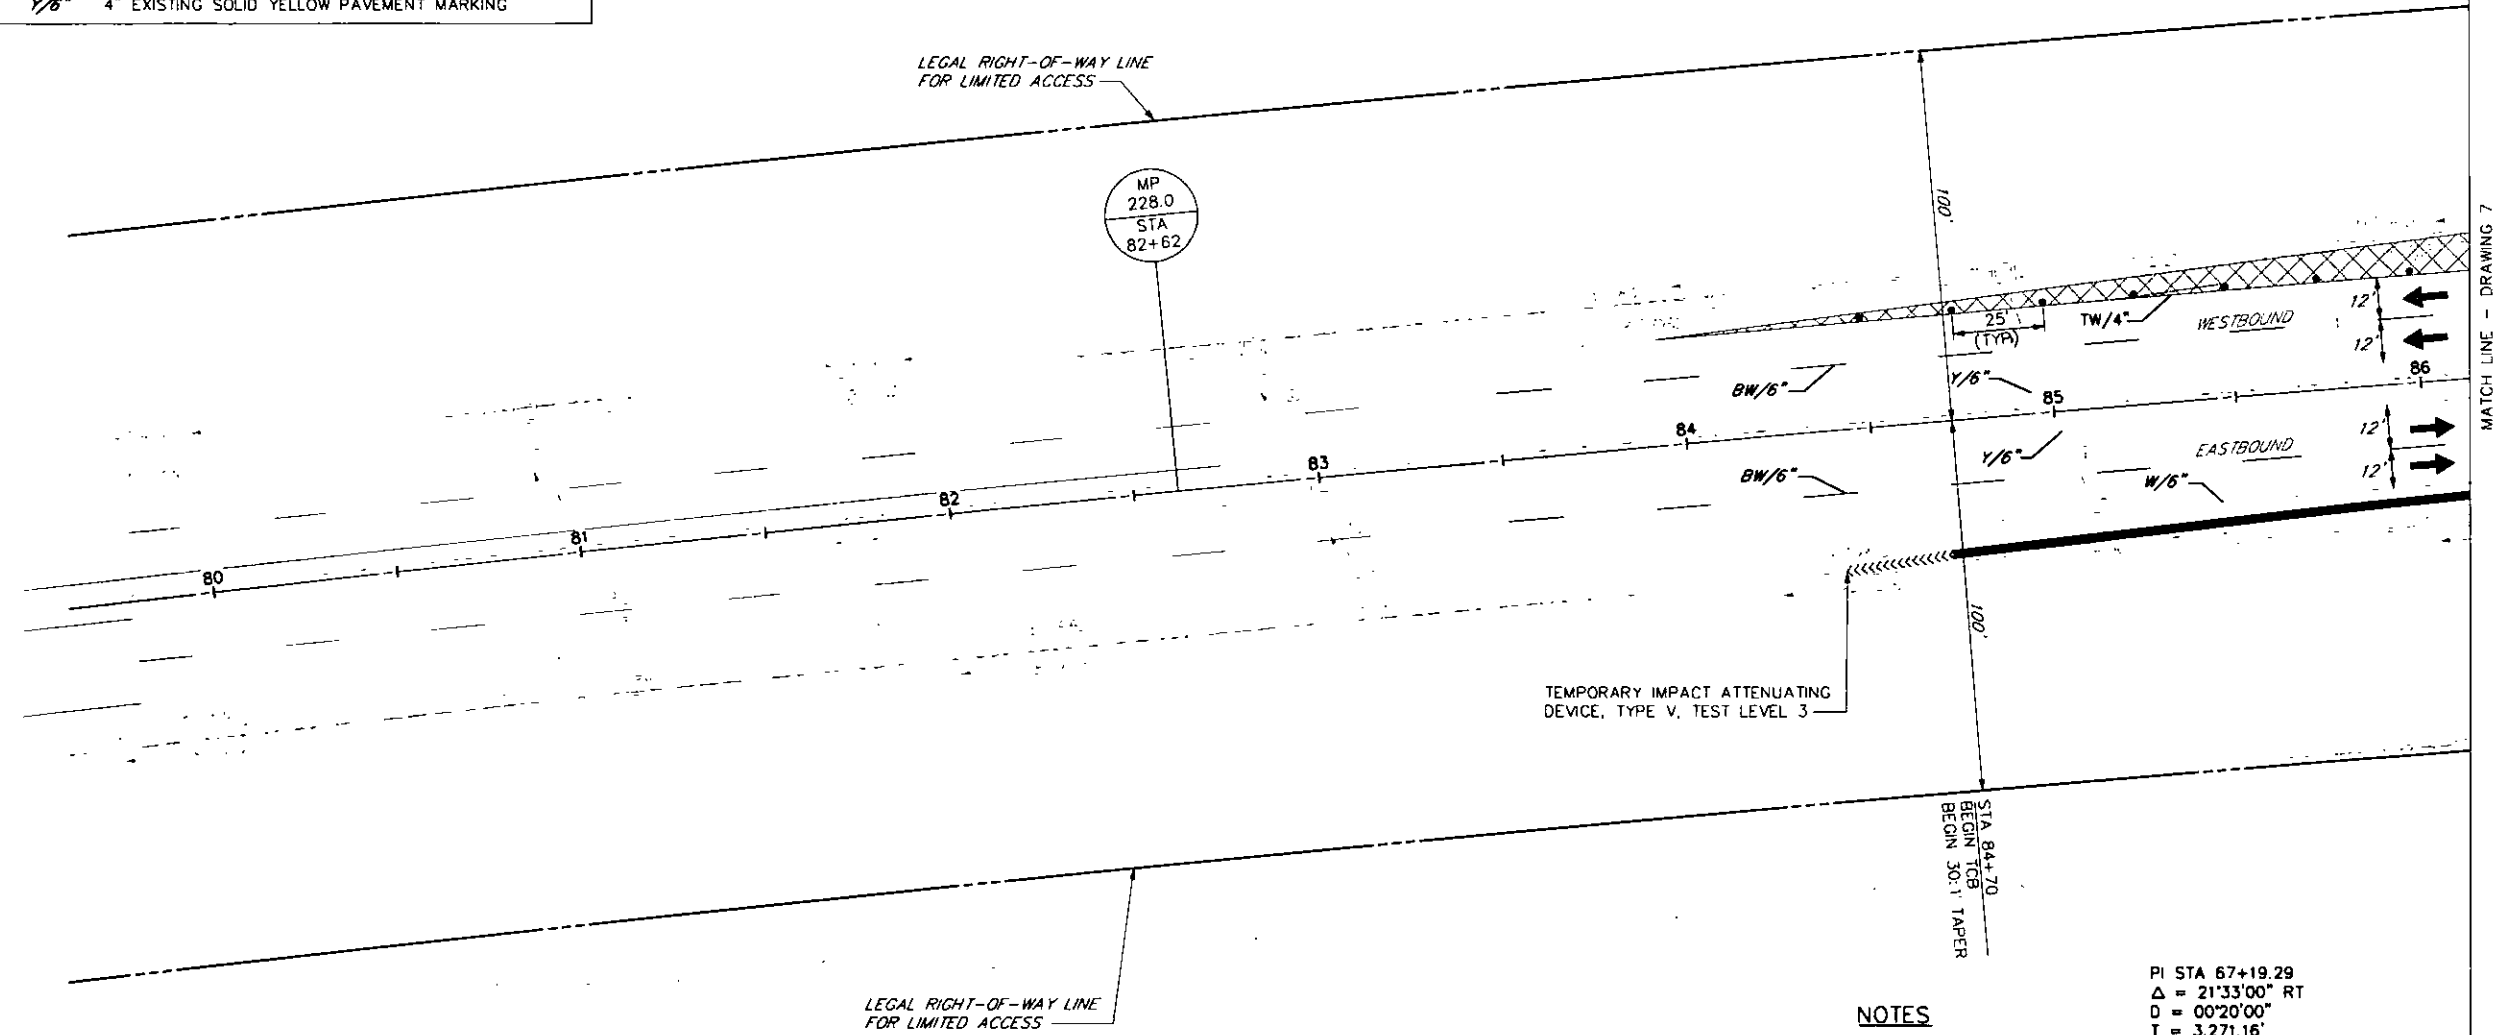 Y/6" 4" EXISTING SOLID YELLOW PAVEMENT MARKING
LEGAL RIGHT-OF-WAY LINE
FOR LIMITED ACCESS
MP
228.0
STA
82+62
100'
25'
(TYP)
TW/4"
WESTBOUND
12'
12'
MATCH LINE - DRAWING 7
BW/6"
Y/6"
86
85
84
83
82
81
80
12'
12'
EASTBOUND
Y/6"
BW/6"
W/6"
100'
TEMPORARY IMPACT ATTENUATING
DEVICE, TYPE V, TEST LEVEL 3
STA 84+70
BEGIN TCB
BEGIN 30:1 TAPER
LEGAL RIGHT-OF-WAY LINE
FOR LIMITED ACCESS
NOTES
PI STA 67+19.29
Δ = 21°33'00" RT
D = 00°20'00"
T = 3,271.16'